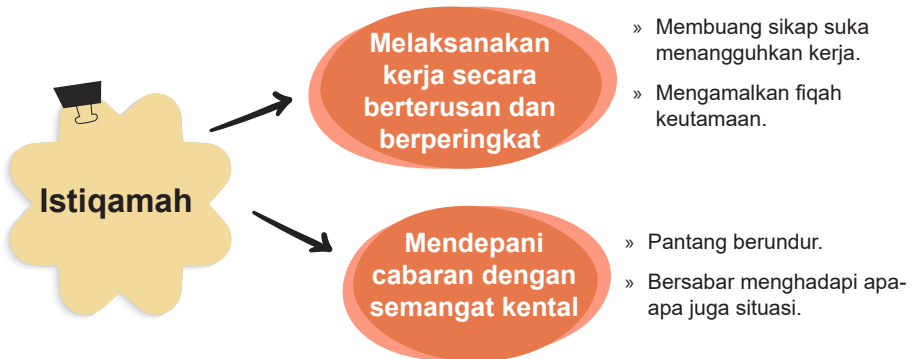 Istiqamah
Melaksanakan
kerja secara
berterusan dan
berperingkat
» Membuang sikap suka
menangguhkan kerja.
» Mengamalkan fiqah
keutamaan.
Mendepani
cabaran dengan
semangat kental
» Pantang berundur.
» Bersabar menghadapi apa-
apa juga situasi.